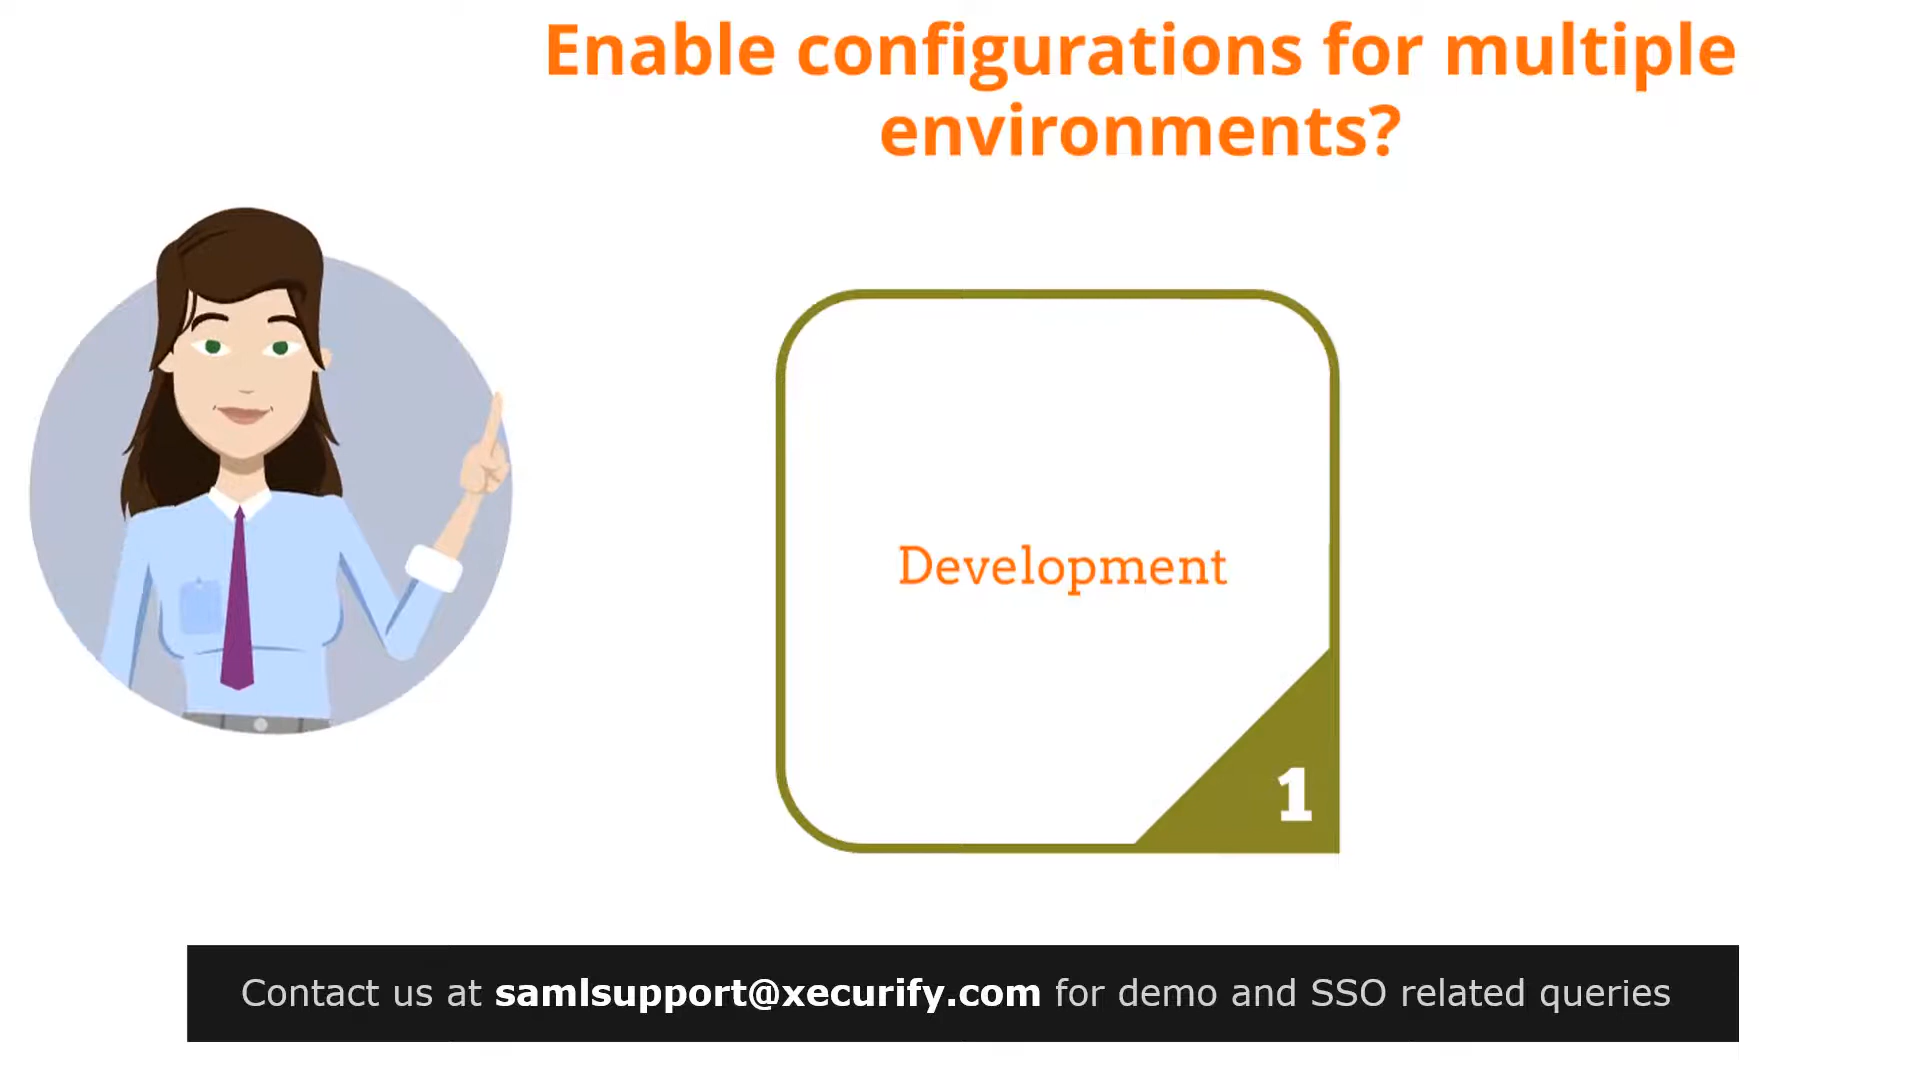 Enable configurations for multiple
environments?
Development
1
Contact us at samlsupport@xecurify.com for demo and SSO related queries